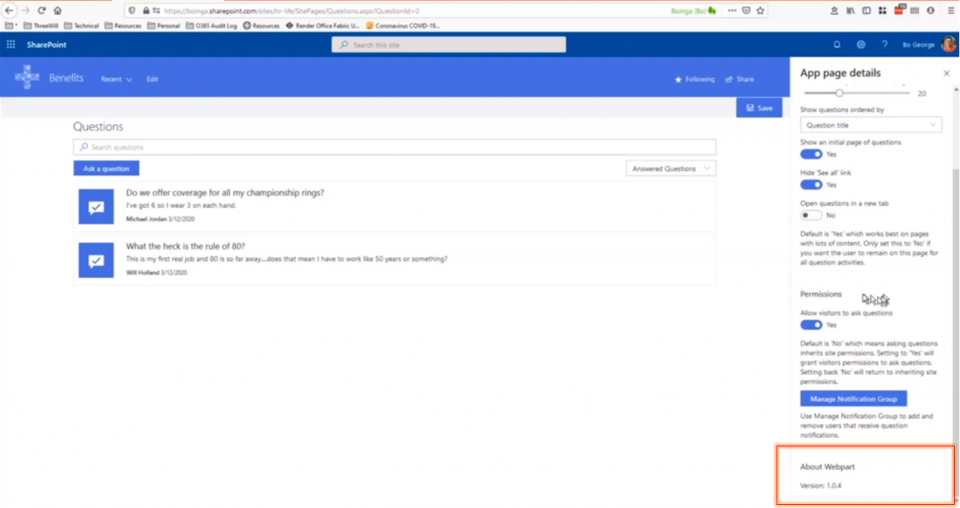 https://boinga.sharepoint.com/sites/hr-life/SitePages/Questions.aspx?QuestionId=0
Boinga (Bo)
ThreeWill
Technical
Resources
Personal
O365 Audit Log
Resources
Render Office Fabric U...
Coronavirus COVID-19...
SharePoint
Search this site
Bo George
Benefits
Recent
Edit
Following
Share
Save
Questions
Search questions
Ask a question
Answered Questions
Do we offer coverage for all my championship rings?
I've got 6 so I wear 3 on each hand.
Michael Jordan 3/12/2020
What the heck is the rule of 80?
This is my first real job and 80 is so far away...does that mean I have to work like 50 years or something?
Will Holland 3/12/2020
App page details
20
Show questions ordered by
Question title
Show an initial page of questions
Yes
Hide 'See all' link
Yes
Open questions in a new tab
No
Default is 'Yes' which works best on pages
with lots of content. Only set this to 'No' if
you want the user to remain on this page for
all question activities.
Permissions
Allow visitors to ask questions
Yes
Default is 'No' which means asking questions
inherits site permissions. Setting to 'Yes' will
grant visitors permissions to ask questions.
Setting back 'No' will return to inheriting site
permissions.
Manage Notification Group
Use Manage Notification Group to add and
remove users that receive question
notifications.
About Webpart
Version: 1.0.4